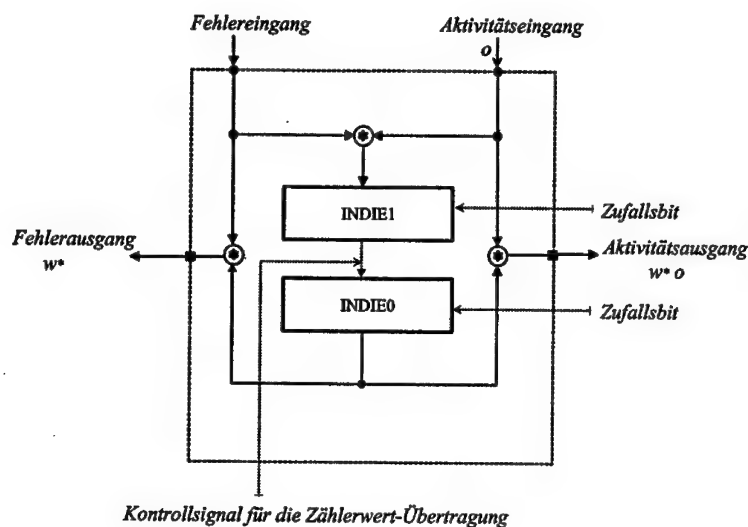 Fehlereingang
Aktivitätseingang
o
INDIE1
Zufallsbit
Fehlerausgang
w*
Aktivitätsausgang
w* o
INDIE0
Zufallsbit
Kontrollsignal für die Zählerwert-Übertragung